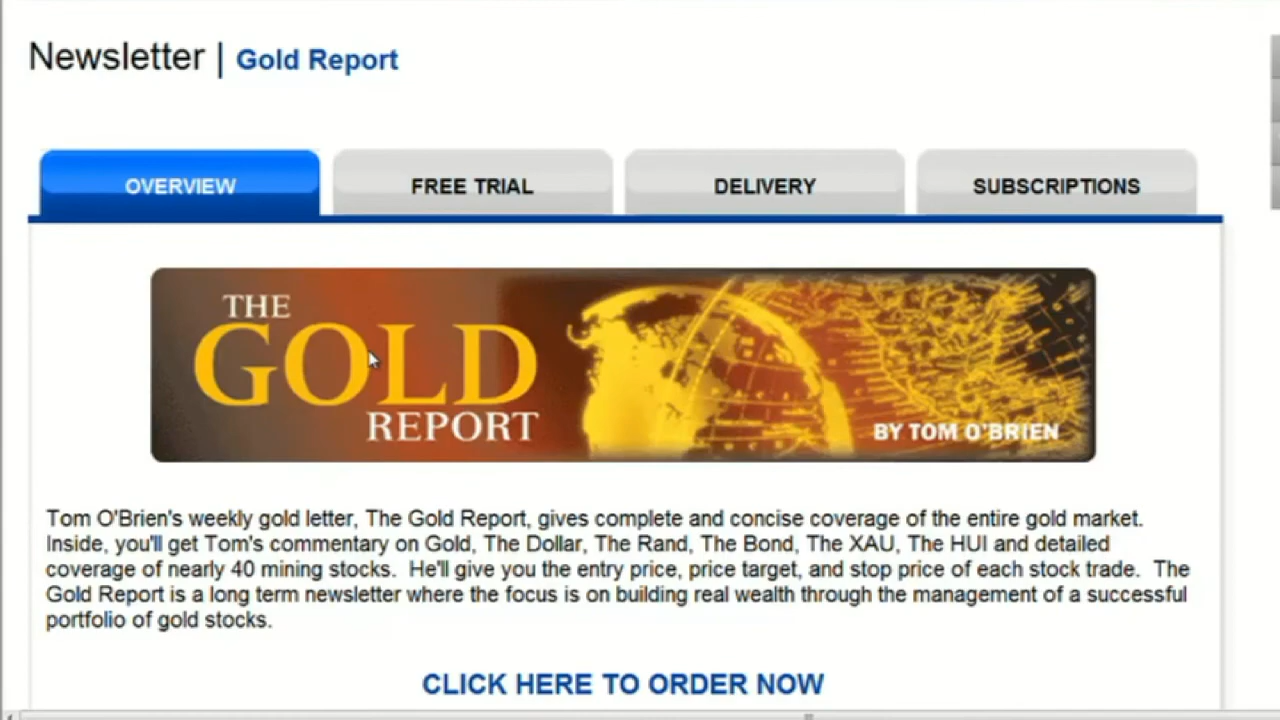 Newsletter | Gold Report
OVERVIEW
FREE TRIAL
DELIVERY
SUBSCRIPTIONS
THE
GOLD
REPORT
BY TOM O'BRIEN
Tom O'Brien's weekly gold letter, The Gold Report, gives complete and concise coverage of the entire gold market.
Inside, you'll get Tom's commentary on Gold, The Dollar, The Rand, The Bond, The XAU, The HUI and detailed
coverage of nearly 40 mining stocks.  He'll give you the entry price, price target, and stop price of each stock trade.  The
Gold Report is a long term newsletter where the focus is on building real wealth through the management of a successful
portfolio of gold stocks.
CLICK HERE TO ORDER NOW